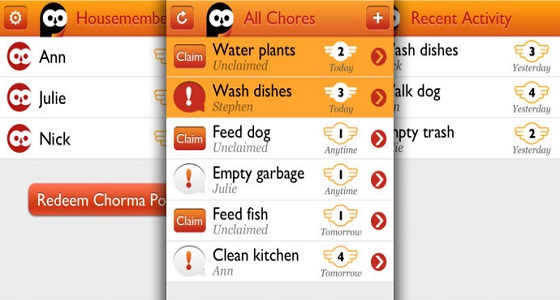 Housemembe
Ann
Julie
Nick
Redeem Chorma Po
All Chores
Claim Water plants 2
Unclaimed Today
Wash dishes 3
Stephen Today
Claim Feed dog 1
Unclaimed Anytime
Empty garbage 1
Julie Anytime
Claim Feed fish 1
Unclaimed Tomorrow
Clean kitchen 4
Ann Tomorrow
Recent Activity
ash dishes 3
ck Yesterday
alk dog 4
Yesterday
mpty trash 2
ie Yesterday